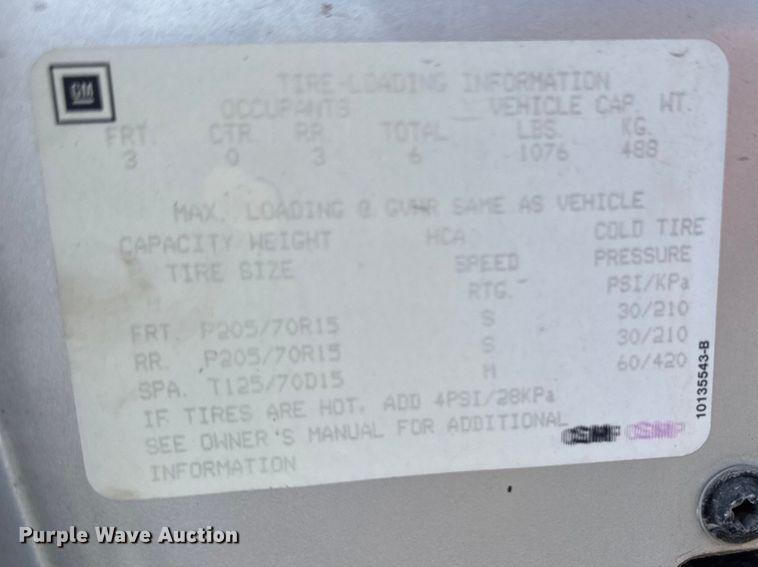 GM
TIRE-LOADING INFORMATION
OCCUPANTS VEHICLE CAP. WT.
FRT. CTR. RR. TOTAL LBS. KG.
3 0 3 6 1076 488
MAX. LOADING @ GVWR SAME AS VEHICLE
CAPACITY WEIGHT HCA COLD TIRE
TIRE SIZE SPEED PRESSURE
RTG. PSI/KPa
FRT. P205/70R15 S 30/210
RR. P205/70R15 S 30/210
SPA. T125/70D15 M 60/420
IF TIRES ARE HOT, ADD 4PSI/28KPa
SEE OWNER'S MANUAL FOR ADDITIONAL
INFORMATION
10135543-B
Purple Wave Auction